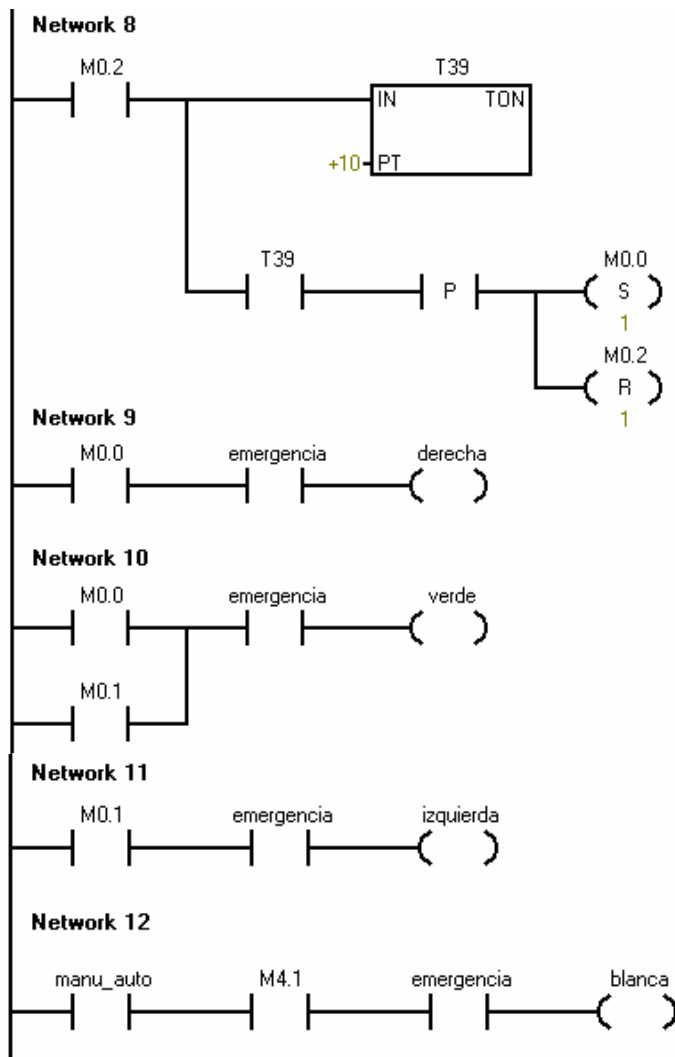 Network 8
M0.2
T39
IN TON
+10 PT
T39
P
M0.0
S
1
M0.2
R
1
Network 9
M0.0 emergencia derecha
Network 10
M0.0 emergencia verde
M0.1
Network 11
M0.1 emergencia izquierda
Network 12
manu_auto M4.1 emergencia blanca